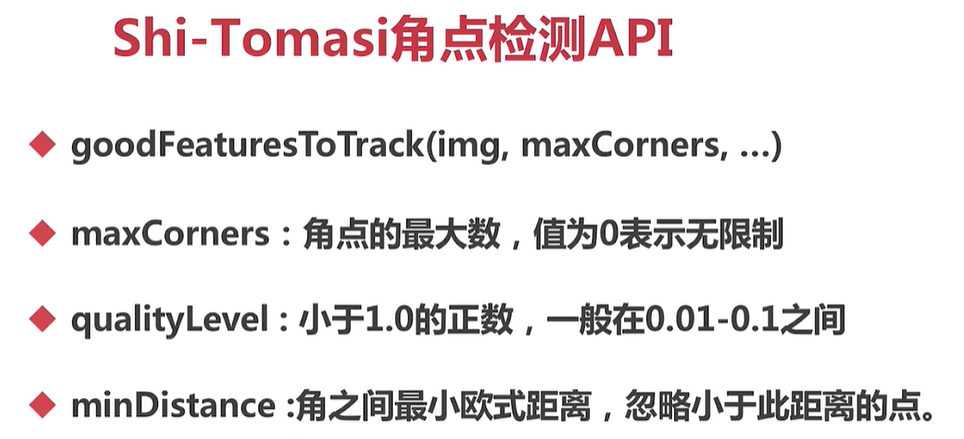 Shi-Tomasi角点检测API
◆ goodFeaturesToTrack(img, maxCorners, ...)
◆ maxCorners：角点的最大数，值为0表示无限制
◆ qualityLevel：小于1.0的正数，一般在0.01-0.1之间
◆ minDistance :角之间最小欧式距离，忽略小于此距离的点。